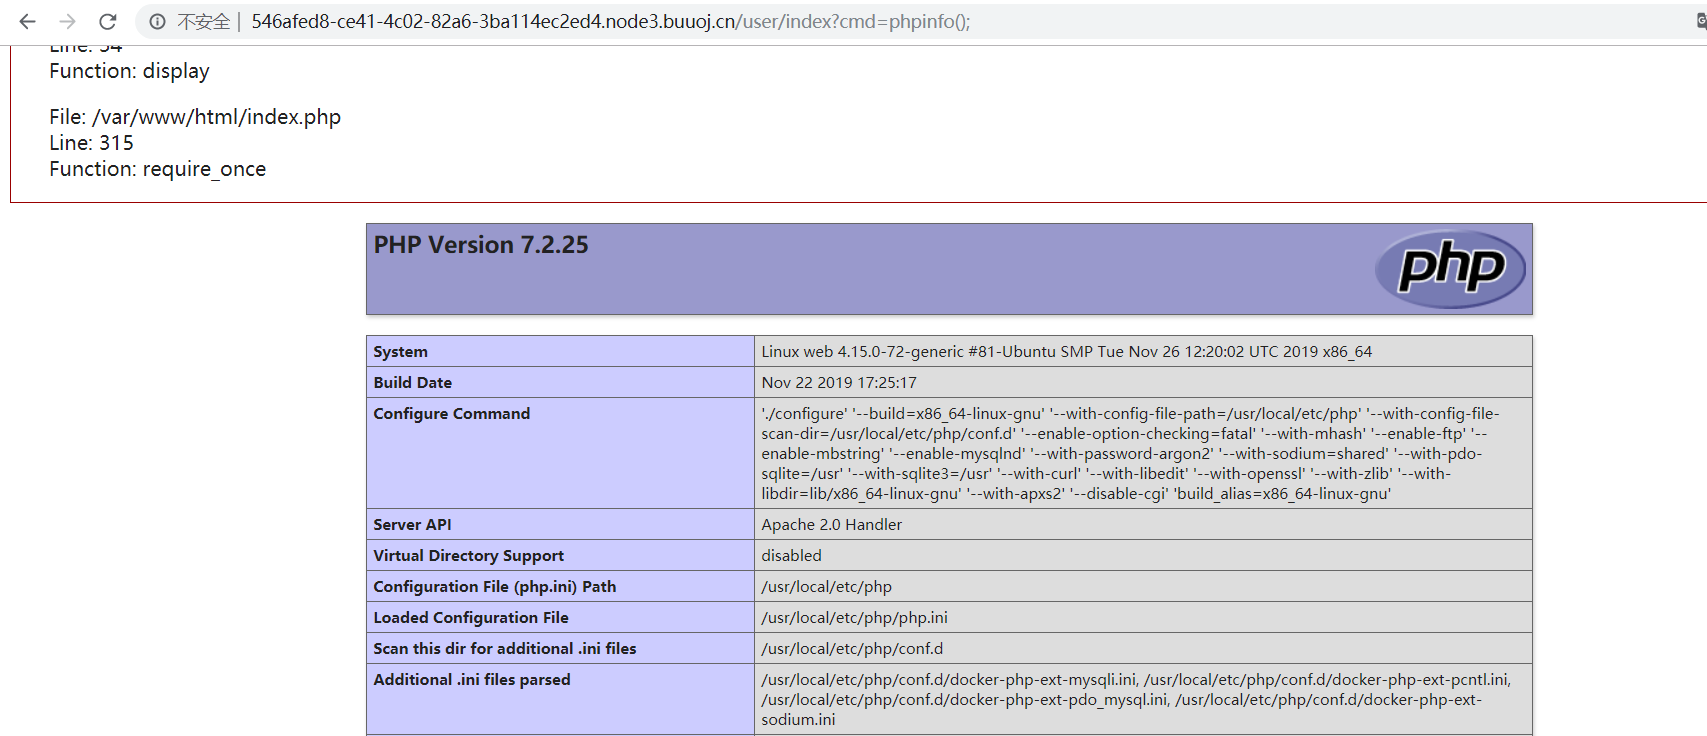 不安全 | 546afed8-ce41-4c02-82a6-3ba114ec2ed4.node3.buuoj.cn/user/index?cmd=phpinfo();
Line: 54
Function: display
File: /var/www/html/index.php
Line: 315
Function: require_once
PHP Version 7.2.25
php
System Linux web 4.15.0-72-generic #81-Ubuntu SMP Tue Nov 26 12:20:02 UTC 2019 x86_64
Build Date Nov 22 2019 17:25:17
Configure Command './configure' '--build=x86_64-linux-gnu' '--with-config-file-path=/usr/local/etc/php' '--with-config-file-
scan-dir=/usr/local/etc/php/conf.d' '--enable-option-checking=fatal' '--with-mhash' '--enable-ftp' '--
enable-mbstring' '--enable-mysqlnd' '--with-password-argon2' '--with-sodium=shared' '--with-pdo-
sqlite=/usr' '--with-sqlite3=/usr' '--with-curl' '--with-libedit' '--with-openssl' '--with-zlib' '--with-
libdir=lib/x86_64-linux-gnu' '--with-apxs2' '--disable-cgi' 'build_alias=x86_64-linux-gnu'
Server API Apache 2.0 Handler
Virtual Directory Support disabled
Configuration File (php.ini) Path /usr/local/etc/php
Loaded Configuration File /usr/local/etc/php/php.ini
Scan this dir for additional .ini files /usr/local/etc/php/conf.d
Additional .ini files parsed /usr/local/etc/php/conf.d/docker-php-ext-mysqli.ini, /usr/local/etc/php/conf.d/docker-php-ext-pcntl.ini,
/usr/local/etc/php/conf.d/docker-php-ext-pdo_mysql.ini, /usr/local/etc/php/conf.d/docker-php-ext-
sodium.ini